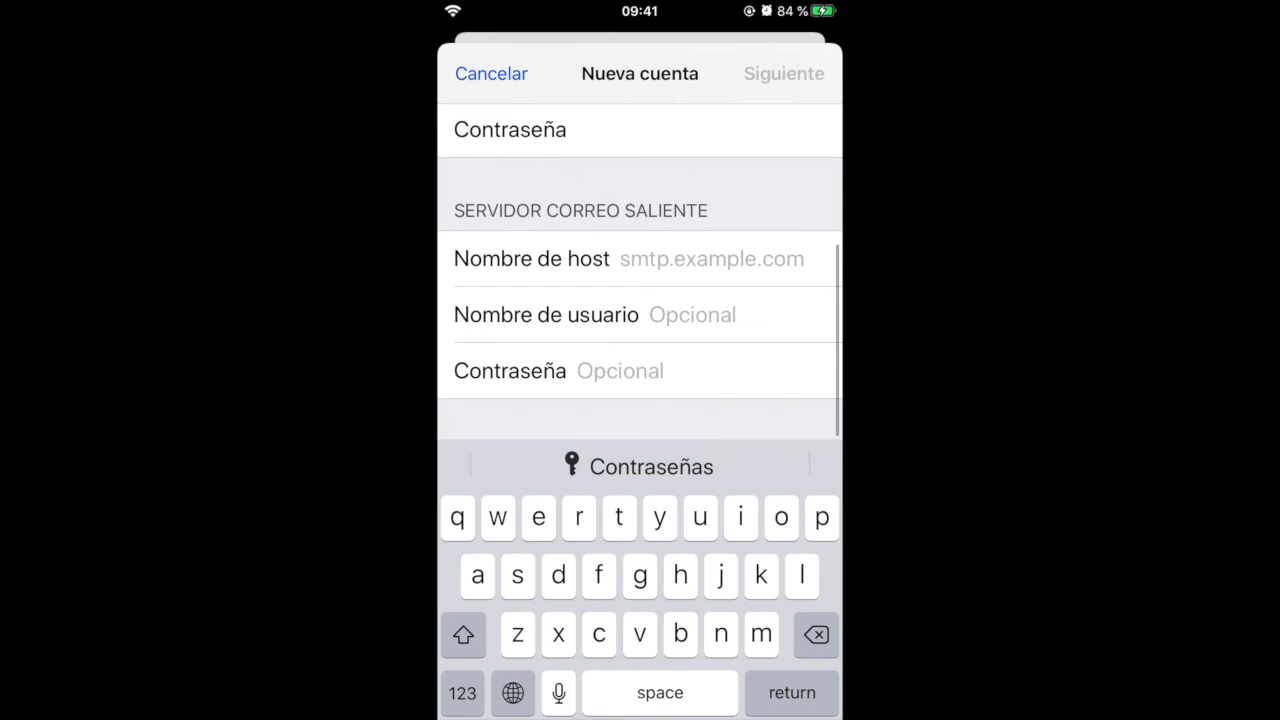 09:41 84 %
Cancelar Nueva cuenta Siguiente
Contraseña
SERVIDOR CORREO SALIENTE
Nombre de host smtp.example.com
Nombre de usuario Opcional
Contraseña Opcional
Contraseñas
q w e r t y u i o p
a s d f g h j k l
z x c v b n m
123 space return